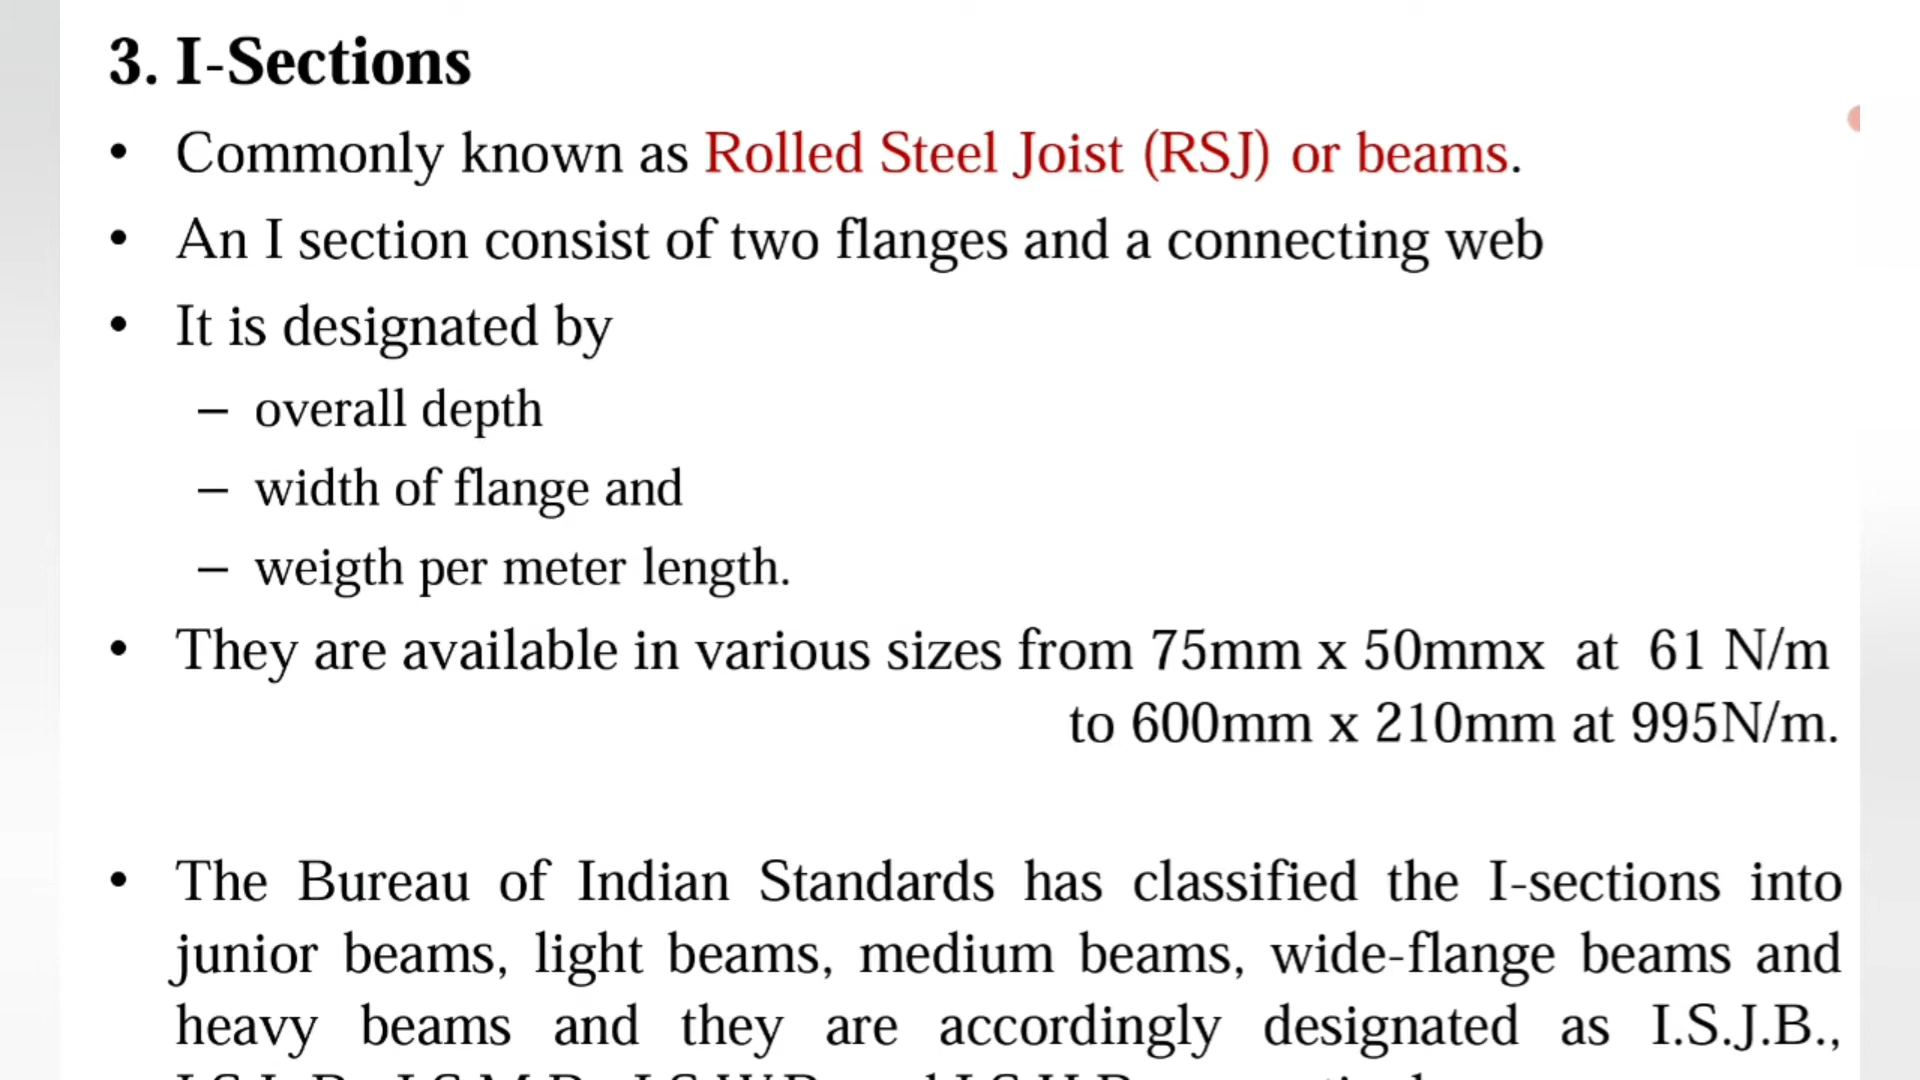 3. I-Sections
• Commonly known as Rolled Steel Joist (RSJ) or beams.
• An I section consist of two flanges and a connecting web
• It is designated by
– overall depth
– width of flange and
– weigth per meter length.
• They are available in various sizes from 75mm x 50mmx at 61 N/m
to 600mm x 210mm at 995N/m.
• The Bureau of Indian Standards has classified the I-sections into
junior beams, light beams, medium beams, wide-flange beams and
heavy beams and they are accordingly designated as I.S.J.B.,